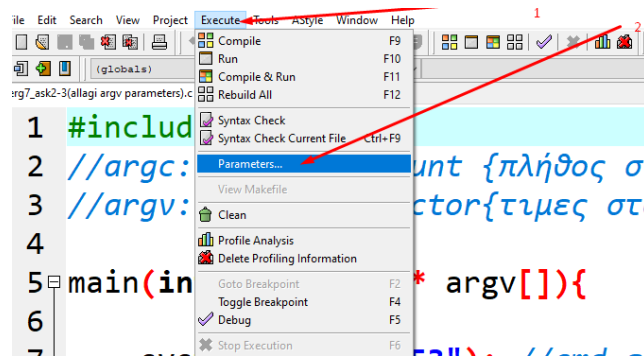 File Edit Search View Project Execute Tools AStyle Window Help
1
2
(globals)
erg7_ask2-3(allagi argv parameters).c
Compile F9
Run F10
Compile & Run F11
Rebuild All F12
Syntax Check
Syntax Check Current File Ctrl+F9
Parameters...
View Makefile
Clean
Profile Analysis
Delete Profiling Information
Goto Breakpoint F2
Toggle Breakpoint F4
Debug F5
Stop Execution F6
1 #includ
2 //argc: unt {πλήθος σ
3 //argv: ctor{τιμες στ
4
5 main(in * argv[]){
6